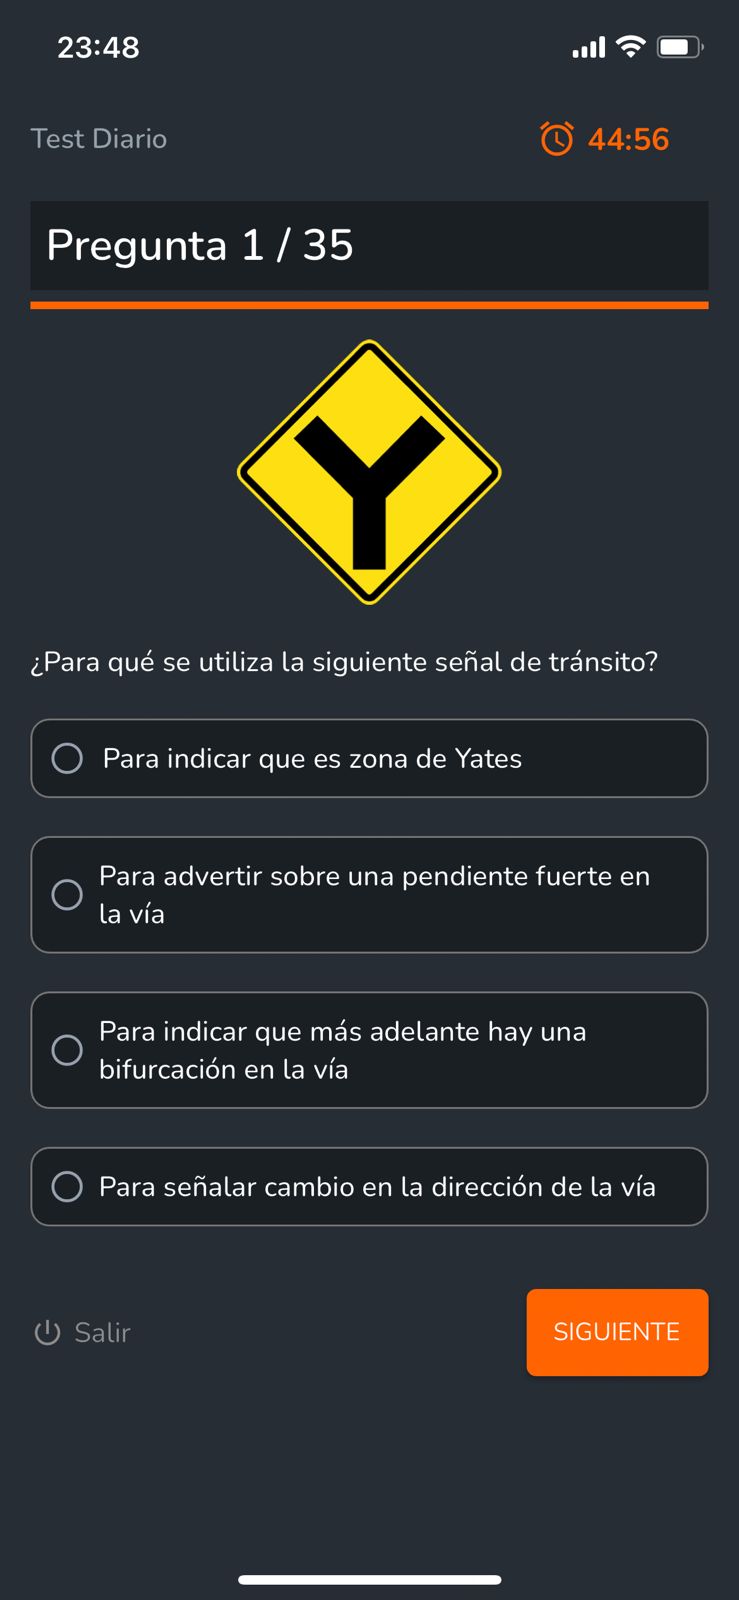 23:48
Test Diario
44:56
Pregunta 1 / 35
¿Para qué se utiliza la siguiente señal de tránsito?
Para indicar que es zona de Yates
Para advertir sobre una pendiente fuerte en
la vía
Para indicar que más adelante hay una
bifurcación en la vía
Para señalar cambio en la dirección de la vía
Salir
SIGUIENTE